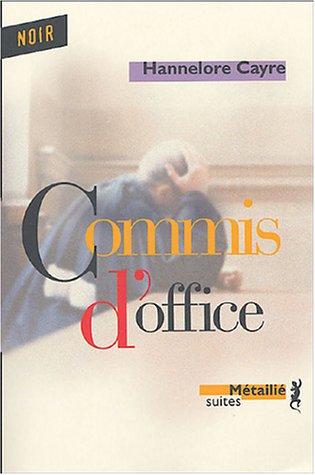 NOIR
Hannelore Cayre
Commis
d'office
Métailié
suites